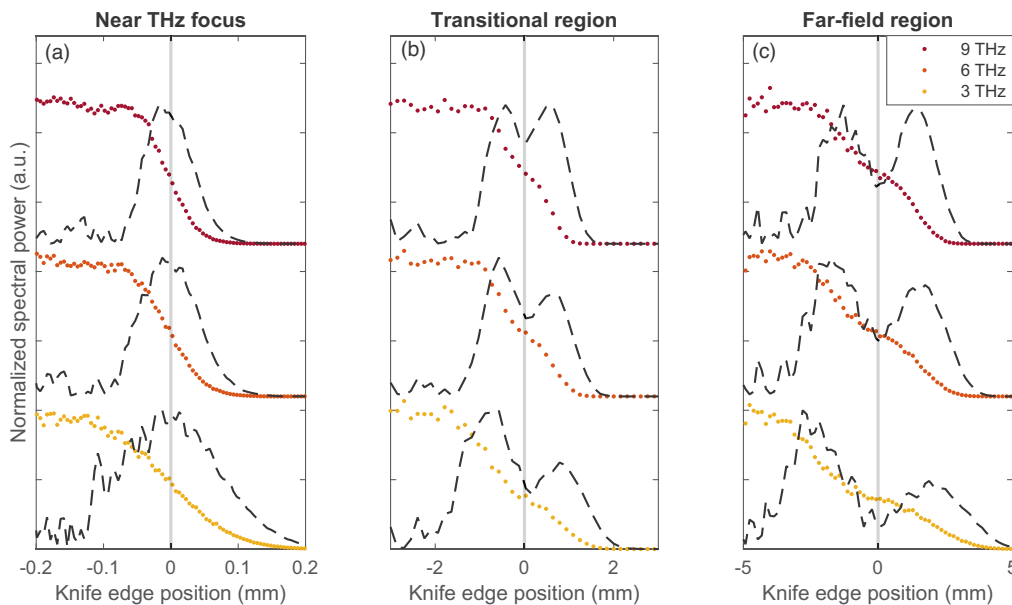 Near THz focus
Transitional region
Far-field region
(a)
(b)
(c)
9 THz
6 THz
3 THz
Normalized spectral power (a.u.)
-0.2 -0.1 0 0.1 0.2
-2 0 2
-5 0 5
Knife edge position (mm)
Knife edge position (mm)
Knife edge position (mm)